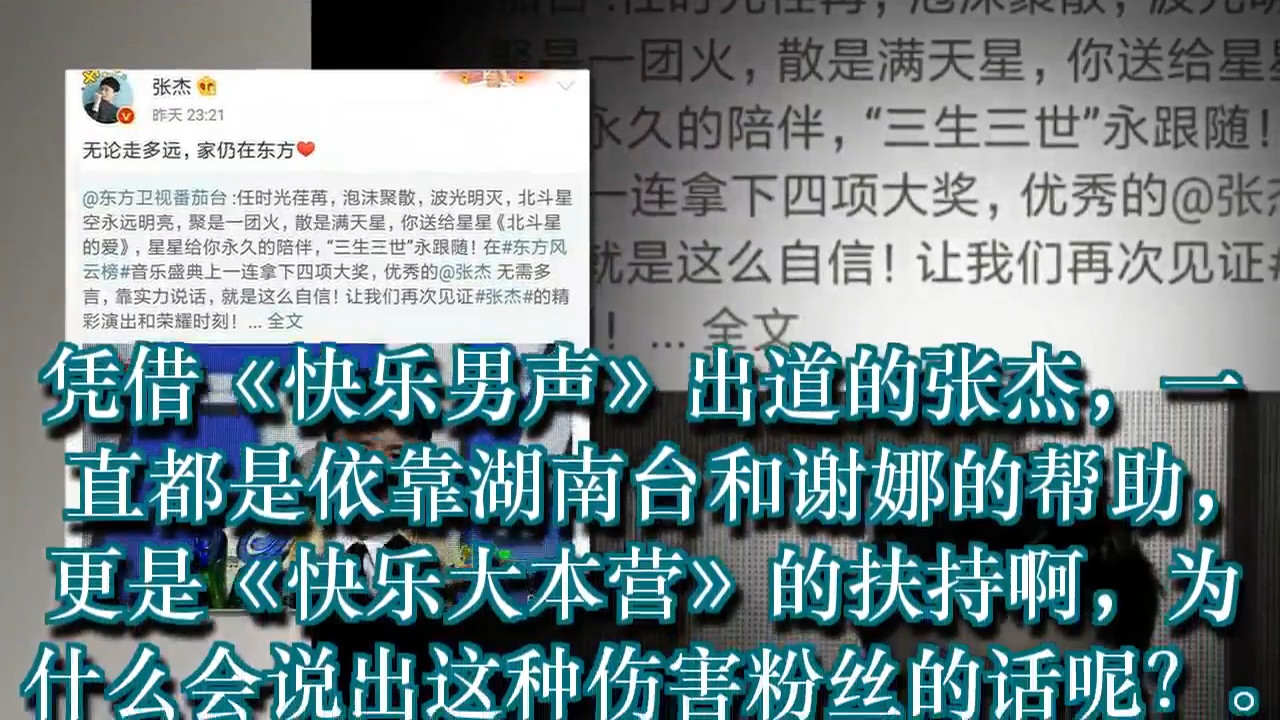 张杰
昨天 23:21
无论走多远，家仍在东方
@东方卫视番茄台 :任时光荏苒，泡沫聚散，波光明灭，北斗星
空永远明亮，聚是一团火，散是满天星，你送给星星《北斗星
的爱》，星星给你永久的陪伴，“三生三世”永跟随！在#东方风
云榜#音乐盛典上一连拿下四项大奖，优秀的@张杰 无需多
言，靠实力说话，就是这么自信！让我们再次见证#张杰#的精
彩演出和荣耀时刻！... 全文
聚是一团火，散是满天星，你送给星星
永久的陪伴，“三生三世”永跟随！
一连拿下四项大奖，优秀的@张杰
就是这么自信！让我们再次见证#
！... 全文
凭借《快乐男声》出道的张杰，一
直都是依靠湖南台和谢娜的帮助，
更是《快乐大本营》的扶持啊，为
什么会说出这种伤害粉丝的话呢？。